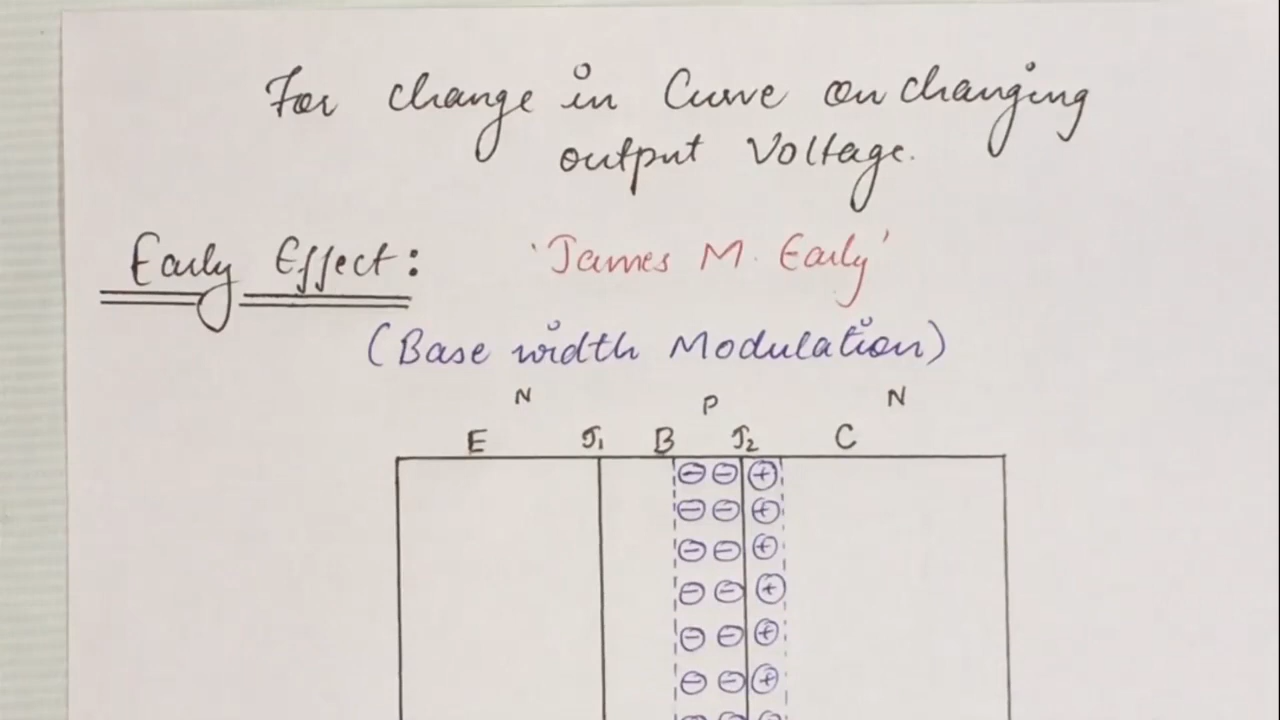 For change in Curve on changing
output Voltage.
Early Effect: 'James M. Early'
(Base width Modulation)
N P N
E J₁ B J₂ C
⊖ ⊖ ⊕
⊖ ⊖ ⊕
⊖ ⊖ ⊕
⊖ ⊖ ⊕
⊖ ⊖ ⊕
⊖ ⊖ ⊕